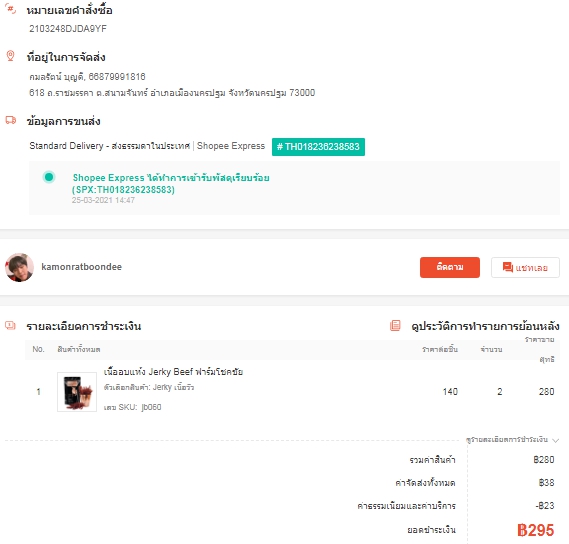 หมายเลขคำสั่งซื้อ
2103248DJDA9YF
ที่อยู่ในการจัดส่ง
กมลรัตน์ บุญดี, 66879991816
618 ถ.ราชมรรคา ต.สนามจันทร์ อำเภอเมืองนครปฐม จังหวัดนครปฐม 73000
ข้อมูลการขนส่ง
Standard Delivery - ส่งธรรมดาในประเทศ | Shopee Express # TH018236238583
Shopee Express ได้ทำการเข้ารับพัสดุเรียบร้อย
(SPX:TH018236238583)
25-03-2021 14:47
kamonratboondee ติดตาม แชทเลย
รายละเอียดการชำระเงิน ดูประวัติการทำรายการย้อนหลัง
No. สินค้าทั้งหมด ราคาต่อชิ้น จำนวน ราคาขายสุทธิ
1 เนื้ออบแห้ง Jerky Beef ฟาร์มโชคชัย 140 2 280
ตัวเลือกสินค้า: Jerky เนื้อวัว
เลข SKU: jb060
ดูรายละเอียดการชำระเงิน
รวมค่าสินค้า ฿280
ค่าจัดส่งทั้งหมด ฿38
ค่าธรรมเนียมและค่าบริการ -฿23
ยอดชำระเงิน ฿295